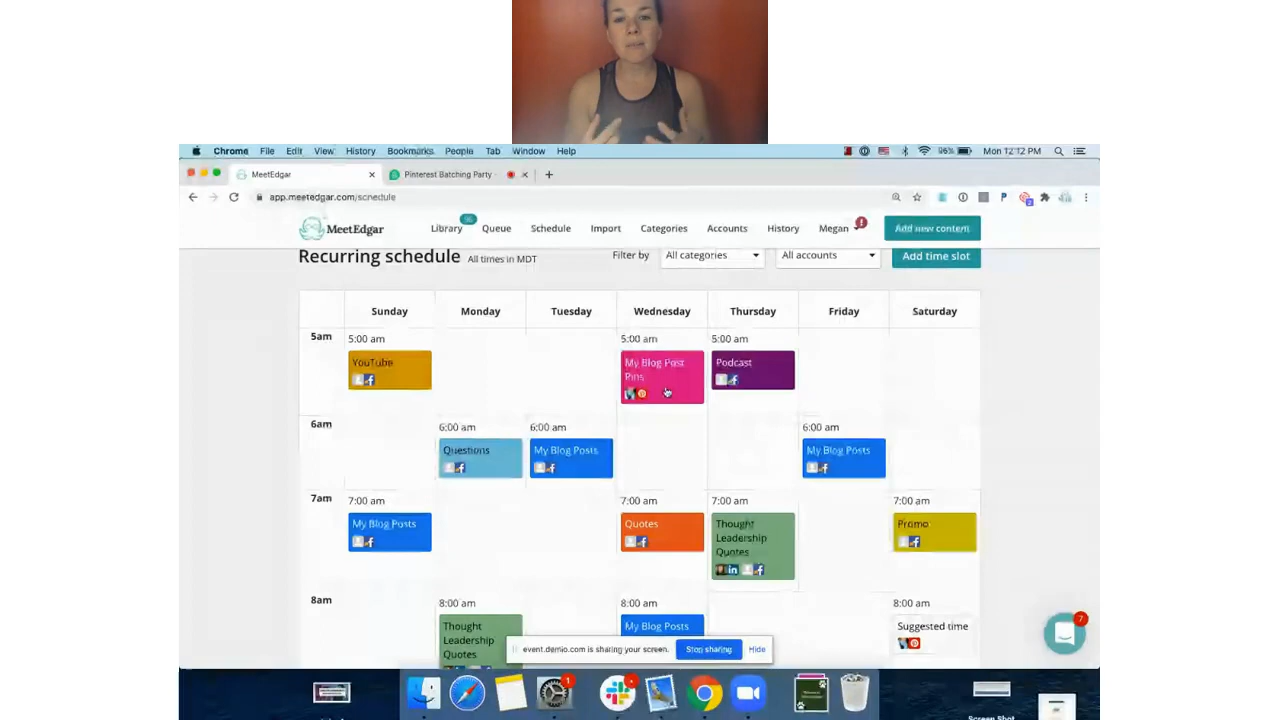 Chrome File Edit View History Bookmarks People Tab Window Help 96% Mon 12:12 PM
MeetEdgar Pinterest Batching Party
app.meetedgar.com/schedule
MeetEdgar Library Queue Schedule Import Categories Accounts History Megan Add new content
Recurring schedule All times in MDT Filter by All categories All accounts Add time slot
Sunday Monday Tuesday Wednesday Thursday Friday Saturday
5am 5:00 am 5:00 am 5:00 am
YouTube My Blog Post Podcast
Pins
6am 6:00 am 6:00 am 6:00 am
Questions My Blog Posts My Blog Posts
7am 7:00 am 7:00 am 7:00 am 7:00 am
My Blog Posts Quotes Thought Promo
Leadership
Quotes
8am 8:00 am 8:00 am 8:00 am
Thought My Blog Posts Suggested time
Leadership
Quotes
event.demio.com is sharing your screen. Stop sharing Hide
7
1
Screen Shot